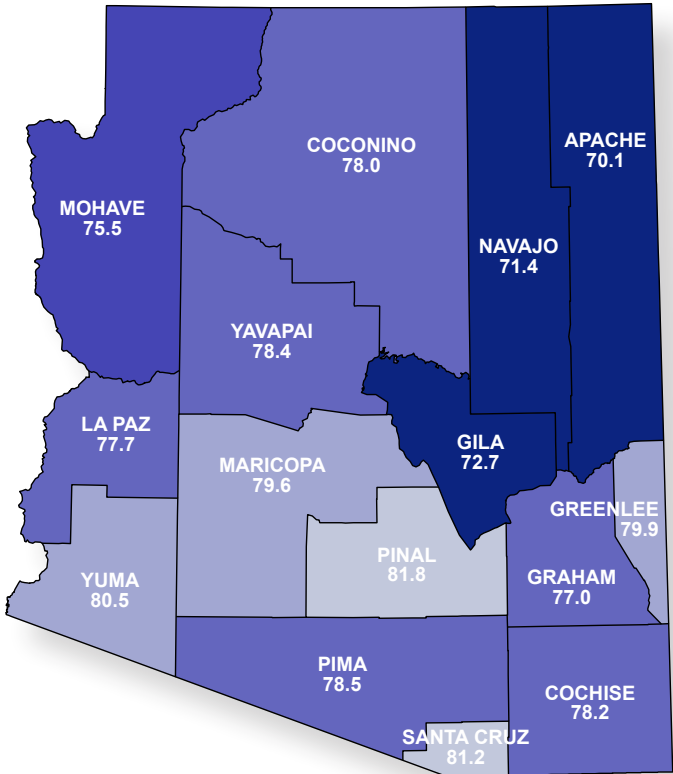 COCONINO
78.0
APACHE
70.1
MOHAVE
75.5
NAVAJO
71.4
YAVAPAI
78.4
LA PAZ
77.7
GILA
72.7
MARICOPA
79.6
GREENLEE
79.9
PINAL
81.8
YUMA
80.5
GRAHAM
77.0
PIMA
78.5
COCHISE
78.2
SANTA CRUZ
81.2